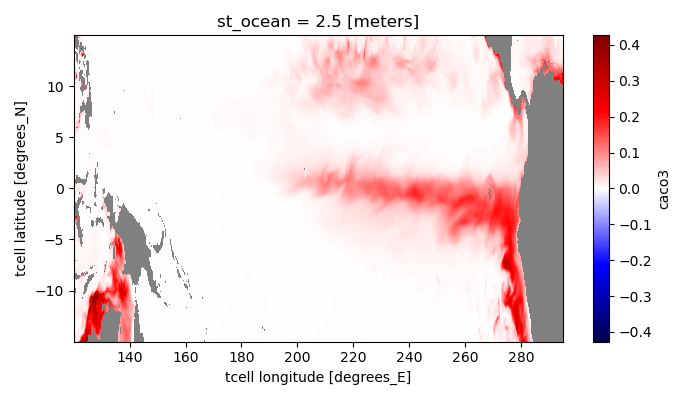 st_ocean = 2.5 [meters]
tcell latitude [degrees_N]
10
5
0
−5
−10
140 160 180 200 220 240 260 280
tcell longitude [degrees_E]
0.4
0.3
0.2
0.1
0.0
−0.1
−0.2
−0.3
−0.4
caco3